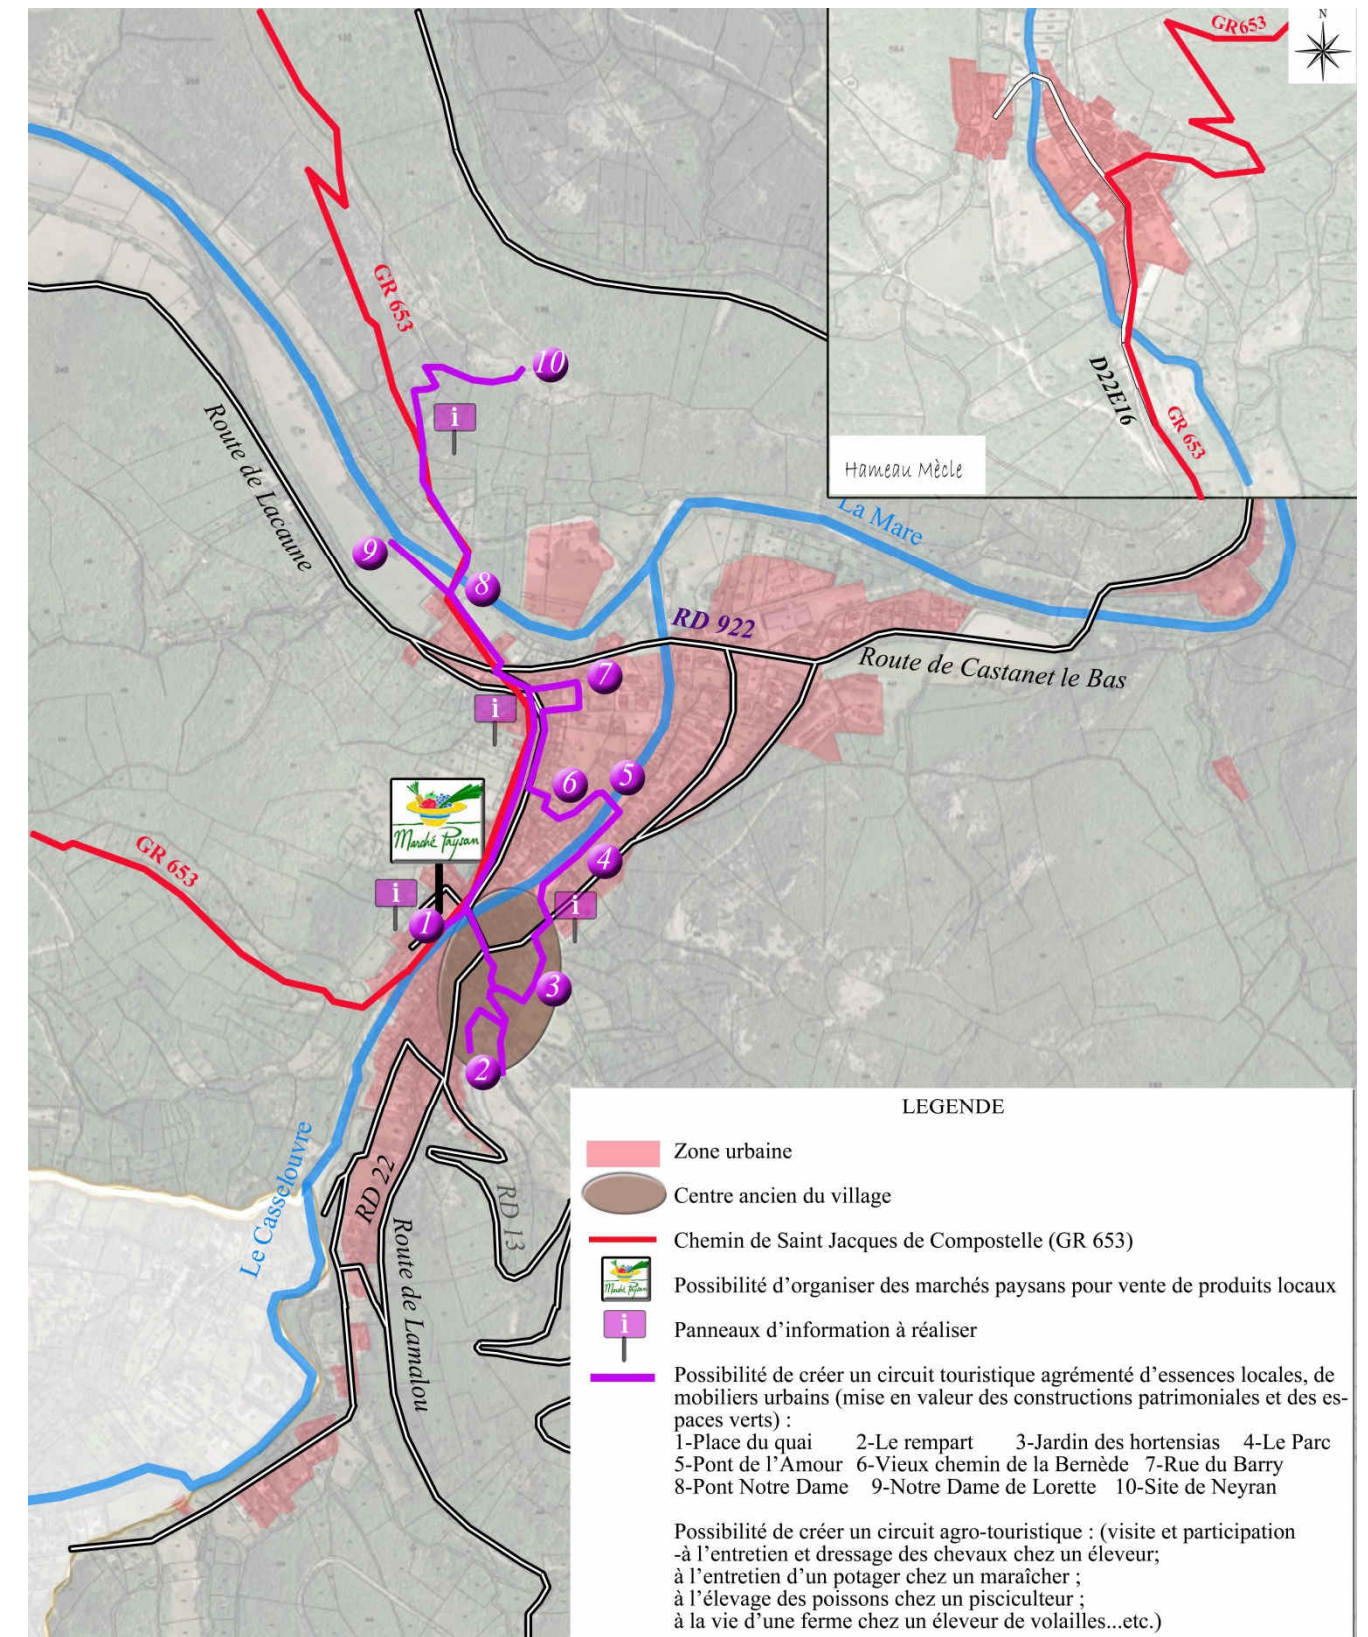 GR653
N
GR 653
10
i
Route de Lacaune
D22E16
GR 653
Hameau Mècle
La Mare
9
8
RD 922
Route de Castanet le Bas
7
i
6
5
Marché Paysan
4
GR 653
i
i
1
3
2
Le Casselouvre
RD 22
RD 13
Route de Lamalou
LEGENDE
Zone urbaine
Centre ancien du village
Chemin de Saint Jacques de Compostelle (GR 653)
Marché Paysan
Possibilité d'organiser des marchés paysans pour vente de produits locaux
i
Panneaux d'information à réaliser
Possibilité de créer un circuit touristique agrémenté d'essences locales, de
mobiliers urbains (mise en valeur des constructions patrimoniales et des es-
paces verts) :
1-Place du quai 2-Le rempart 3-Jardin des hortensias 4-Le Parc
5-Pont de l'Amour 6-Vieux chemin de la Bernède 7-Rue du Barry
8-Pont Notre Dame 9-Notre Dame de Lorette 10-Site de Neyran
Possibilité de créer un circuit agro-touristique : (visite et participation
-à l'entretien et dressage des chevaux chez un éleveur;
à l'entretien d'un potager chez un maraîcher ;
à l'élevage des poissons chez un pisciculteur ;
à la vie d'une ferme chez un éleveur de volailles...etc.)